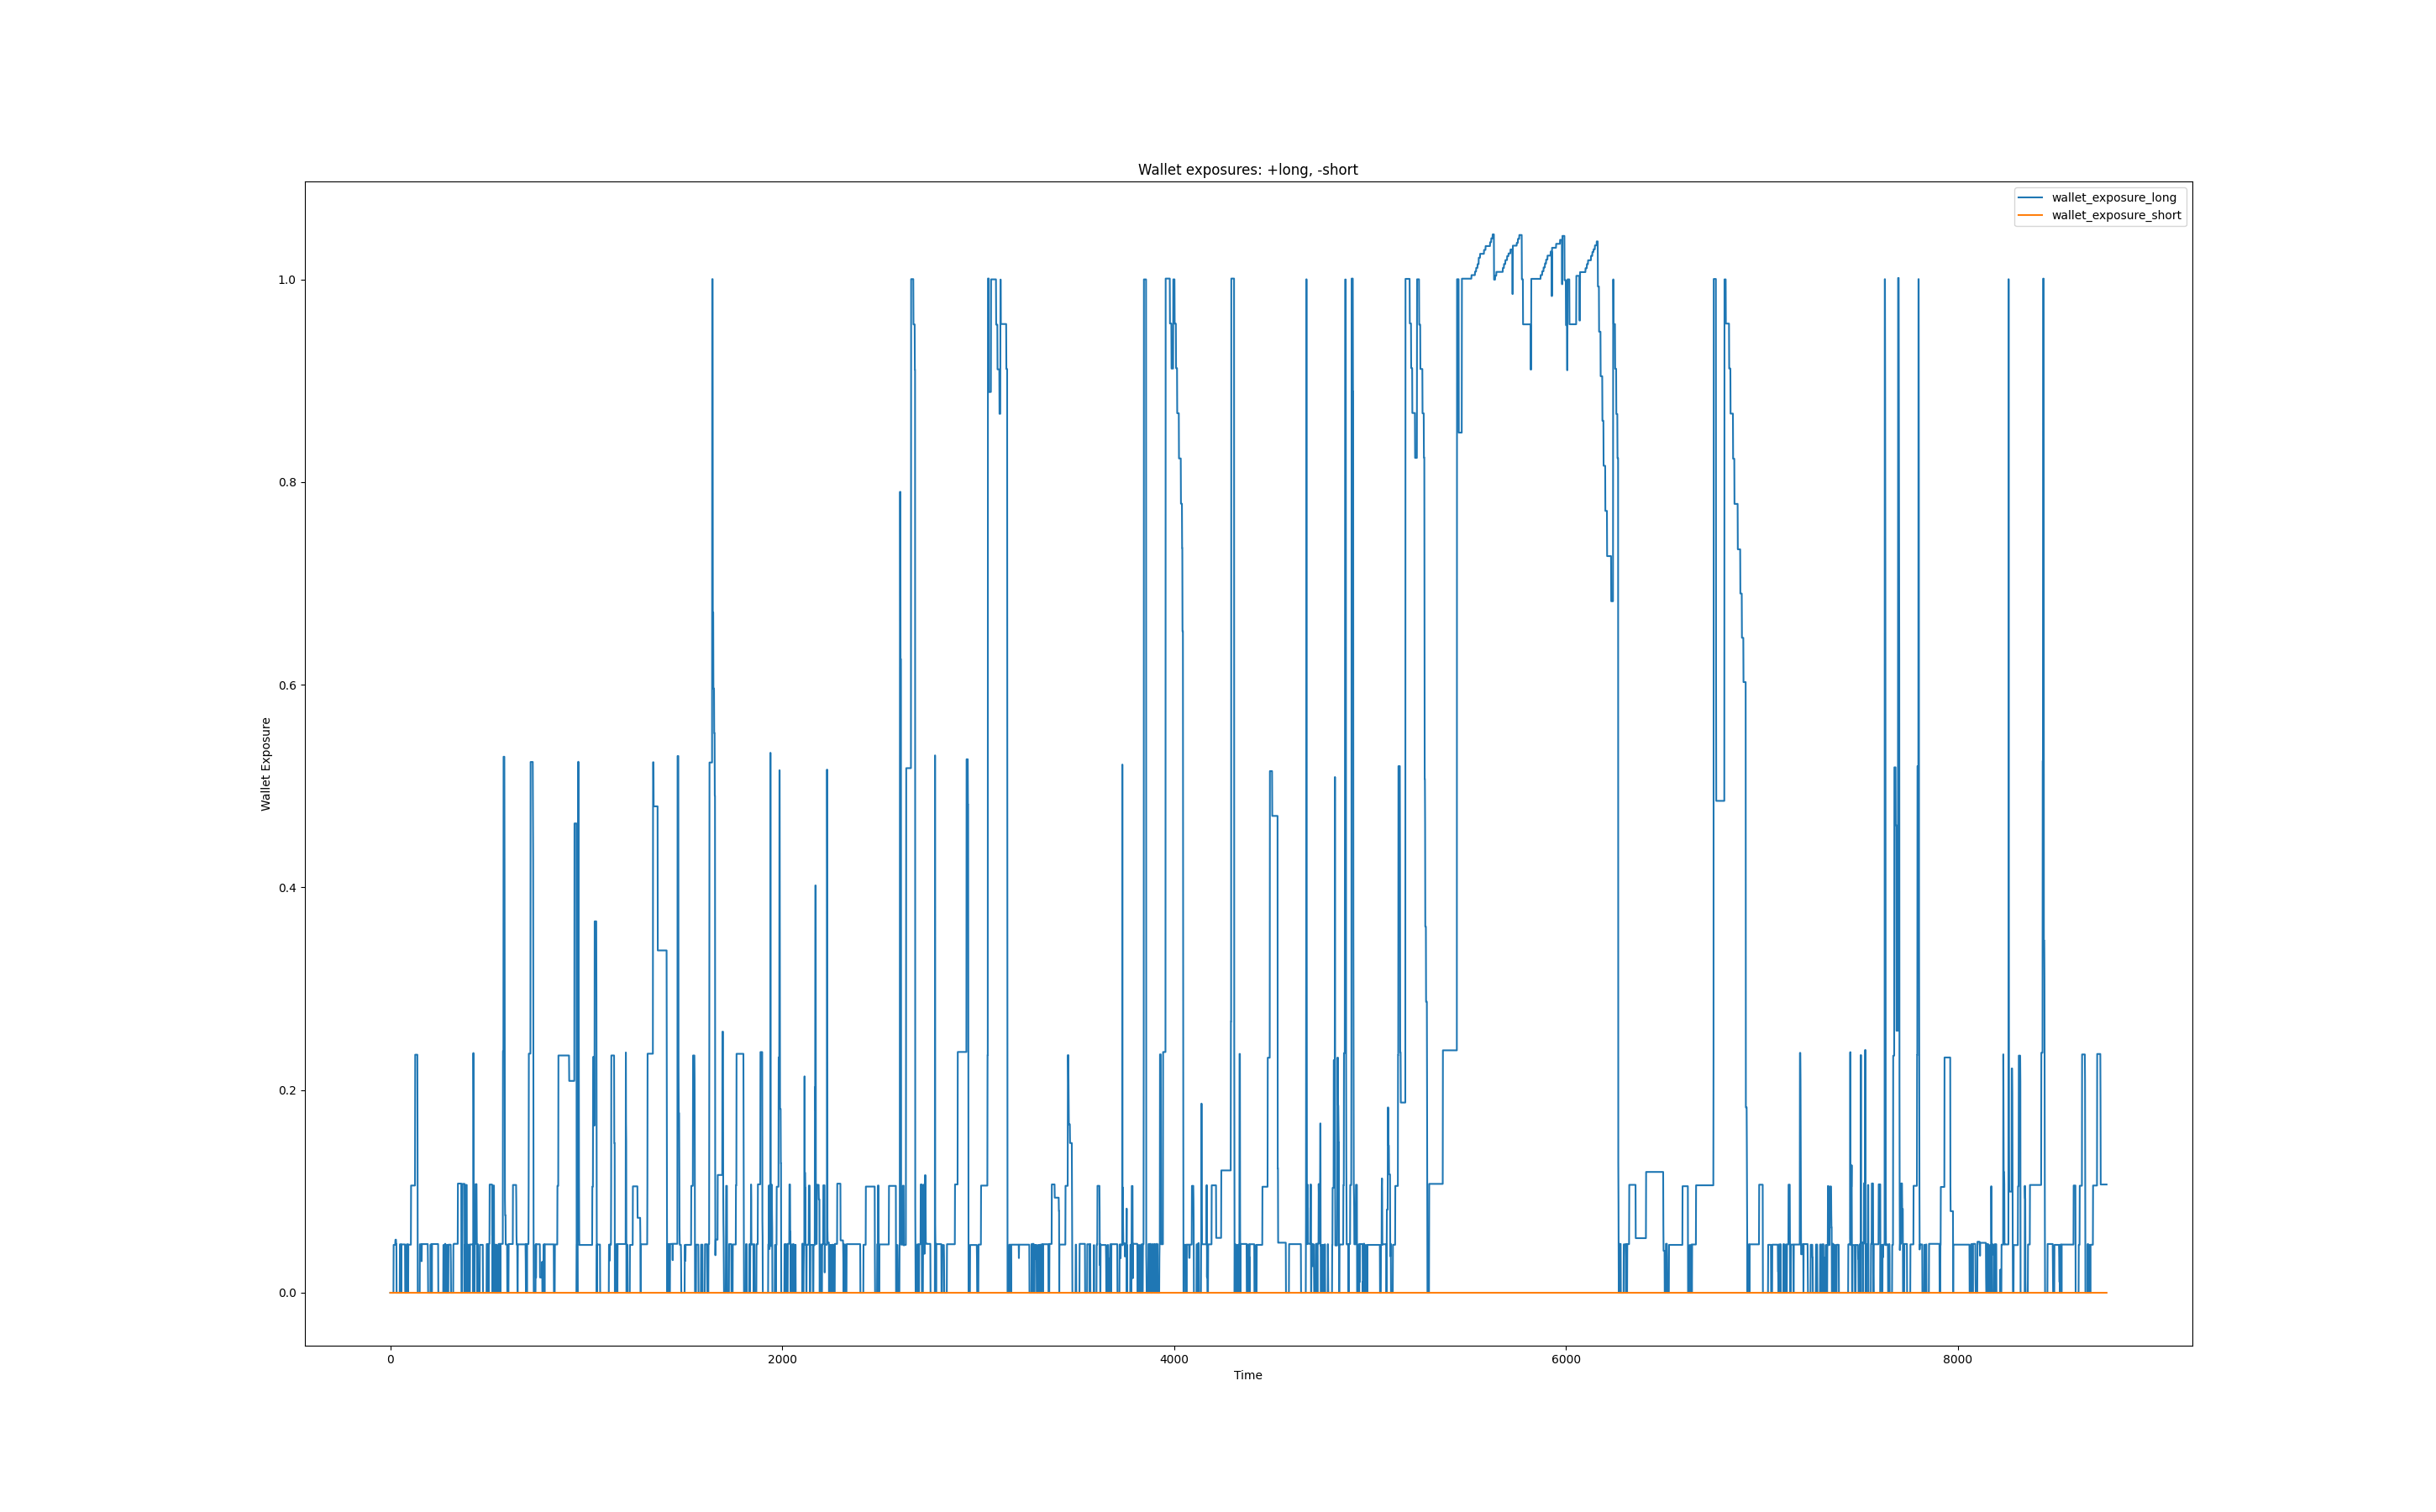 Wallet exposures: +long, -short
wallet_exposure_long
wallet_exposure_short
1.0
0.8
0.6
0.4
0.2
0.0
Wallet Exposure
0 2000 4000 6000 8000
Time